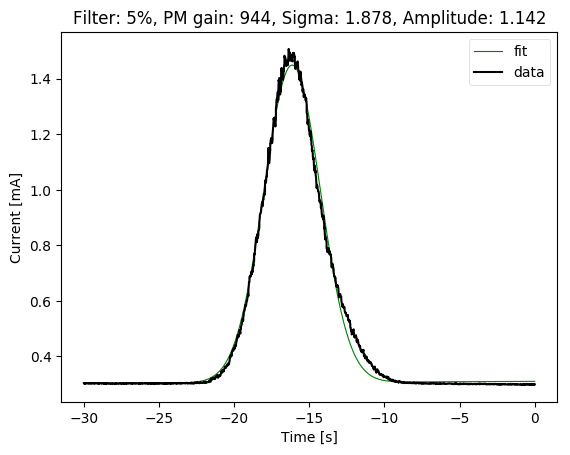 Filter: 5%, PM gain: 944, Sigma: 1.878, Amplitude: 1.142
fit
data
1.4
1.2
1.0
0.8
0.6
0.4
Current [mA]
−30 −25 −20 −15 −10 −5 0
Time [s]